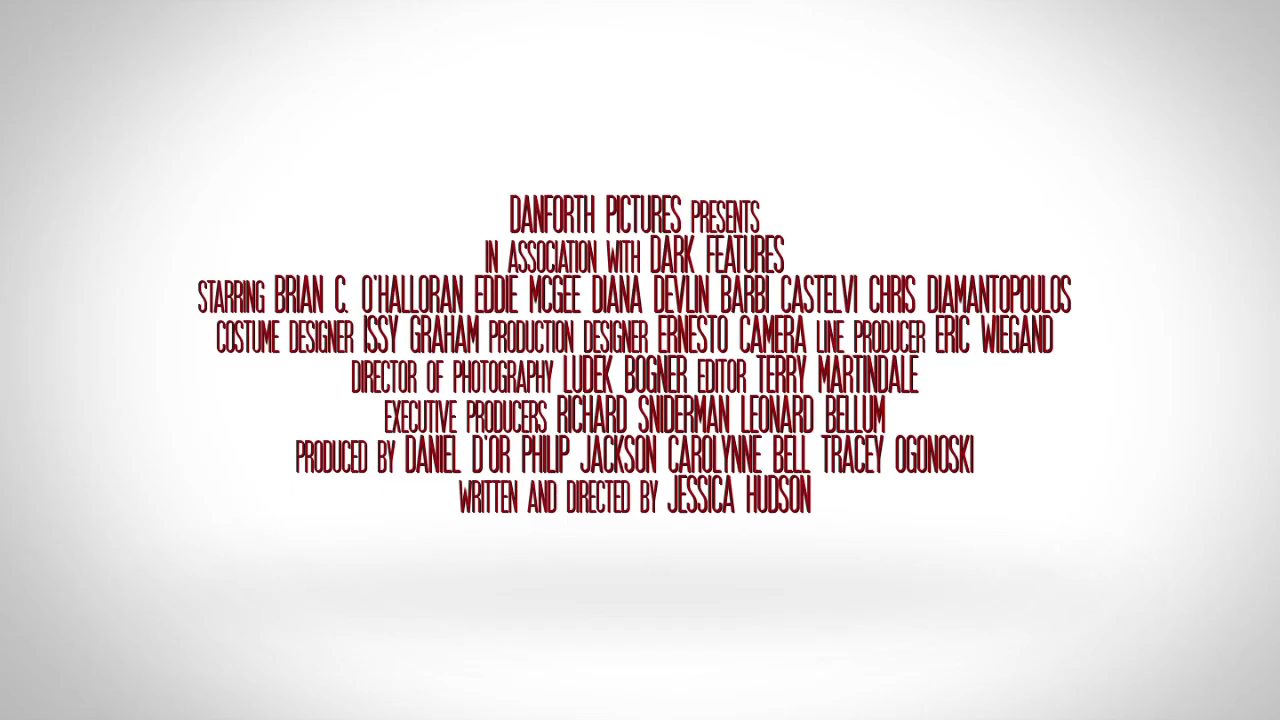 DANFORTH PICTURES PRESENTS
IN ASSOCIATION WITH DARK FEATURES
STARRING BRIAN C. O'HALLORAN EDDIE MCGEE DIANA DEVLIN BARBI CASTELVI CHRIS DIAMANTOPOULOS
COSTUME DESIGNER ISSY GRAHAM PRODUCTION DESIGNER ERNESTO CAMERA LINE PRODUCER ERIC WIEGAND
DIRECTOR OF PHOTOGRAPHY LUDEK BOGNER EDITOR TERRY MARTINDALE
EXECUTIVE PRODUCERS RICHARD SNIDERMAN LEONARD BELLUM
PRODUCED BY DANIEL D'OR PHILIP JACKSON CAROLYNNE BELL TRACEY OGONOSKI
WRITTEN AND DIRECTED BY JESSICA HUDSON